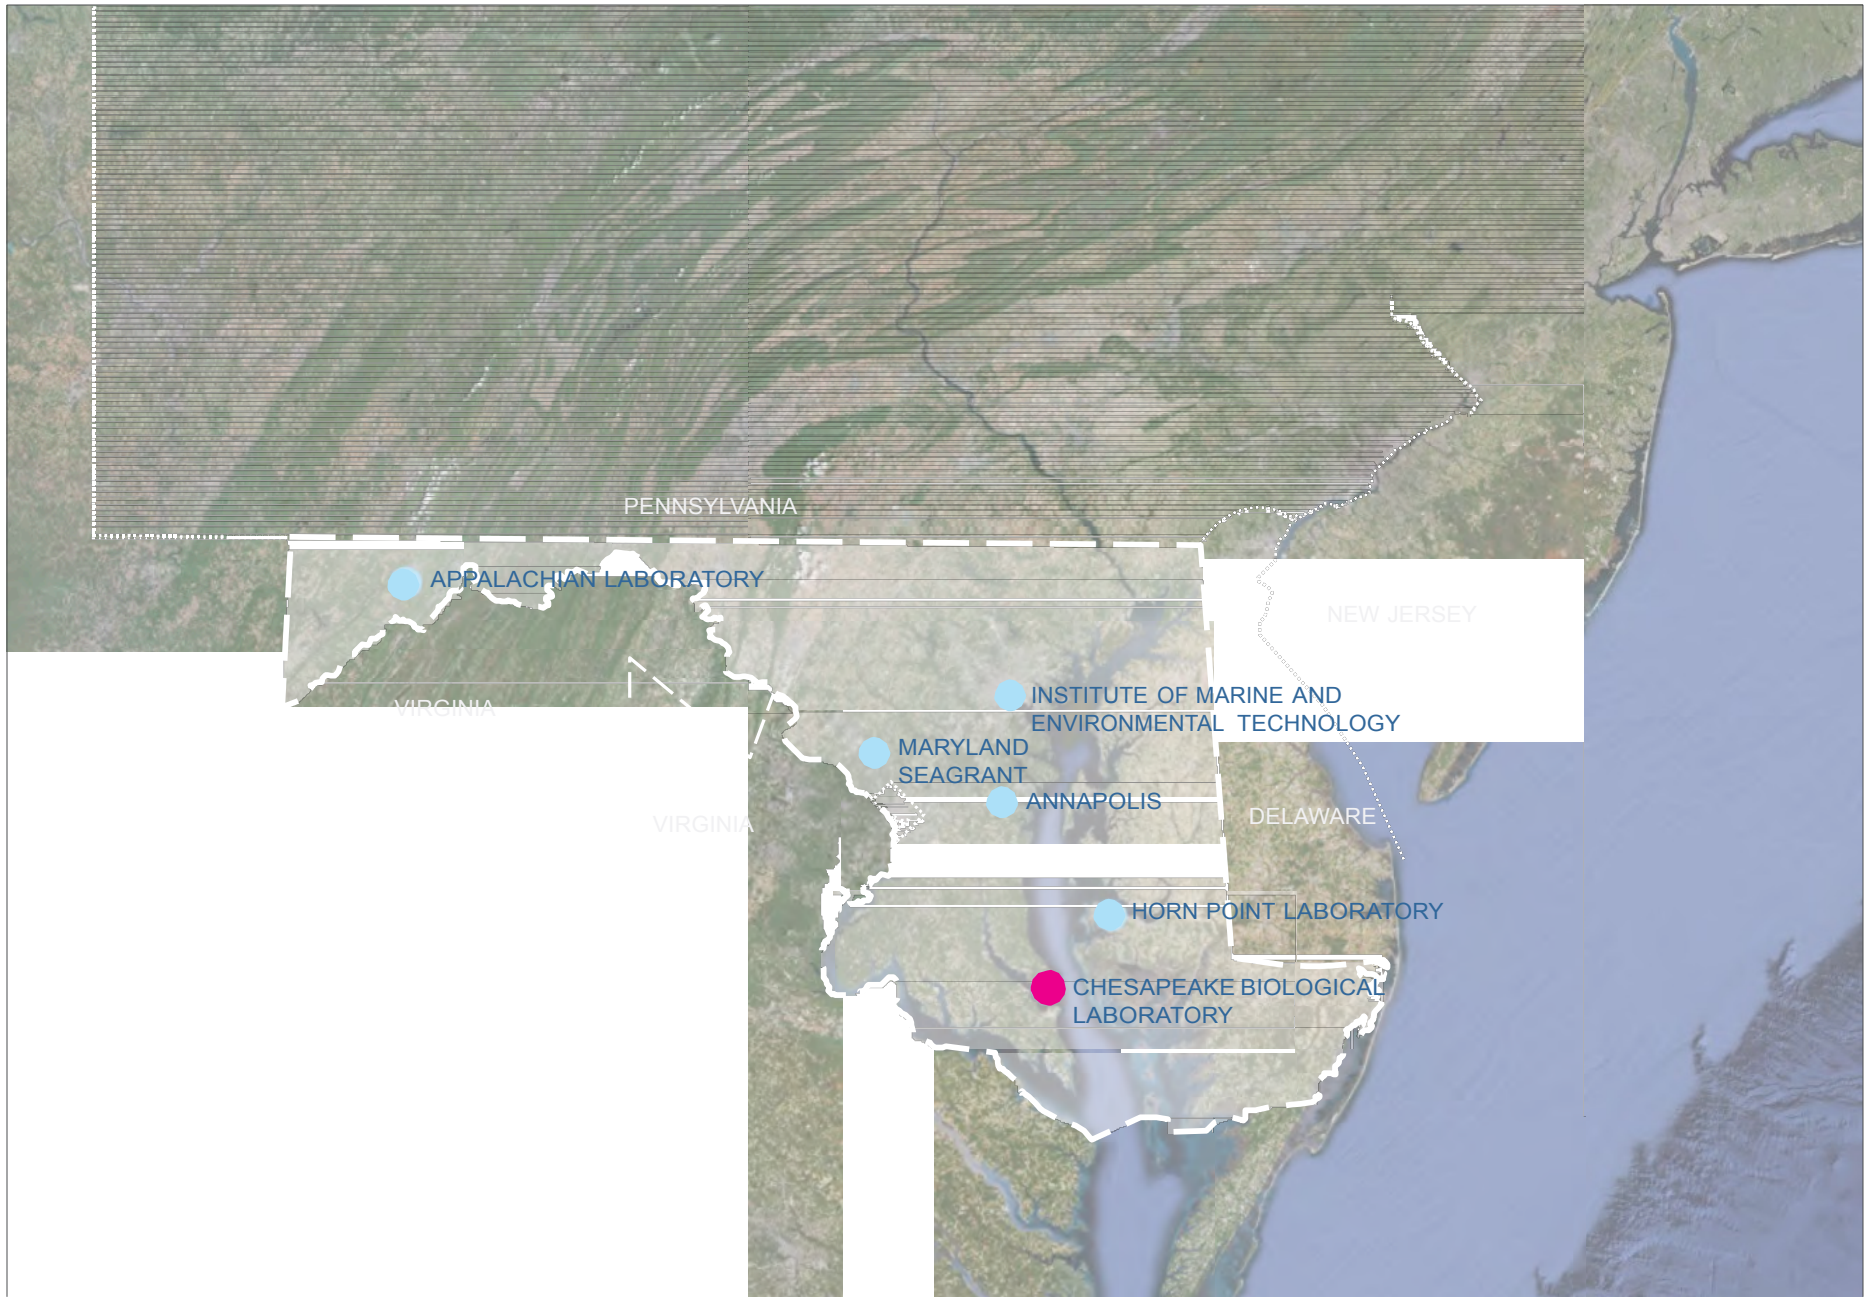 PENNSYLVANIA
APPALACHIAN LABORATORY
NEW JERSEY
VIRGINIA
INSTITUTE OF MARINE AND
ENVIRONMENTAL TECHNOLOGY
MARYLAND
SEAGRANT
ANNAPOLIS
VIRGINIA
DELAWARE
HORN POINT LABORATORY
CHESAPEAKE BIOLOGICAL
LABORATORY